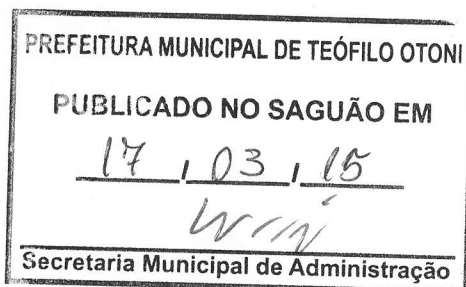 PREFEITURA MUNICIPAL DE TEÓFILO OTONI
PUBLICADO NO SAGUÃO EM
17 / 03 / 15
Secretaria Municipal de Administração